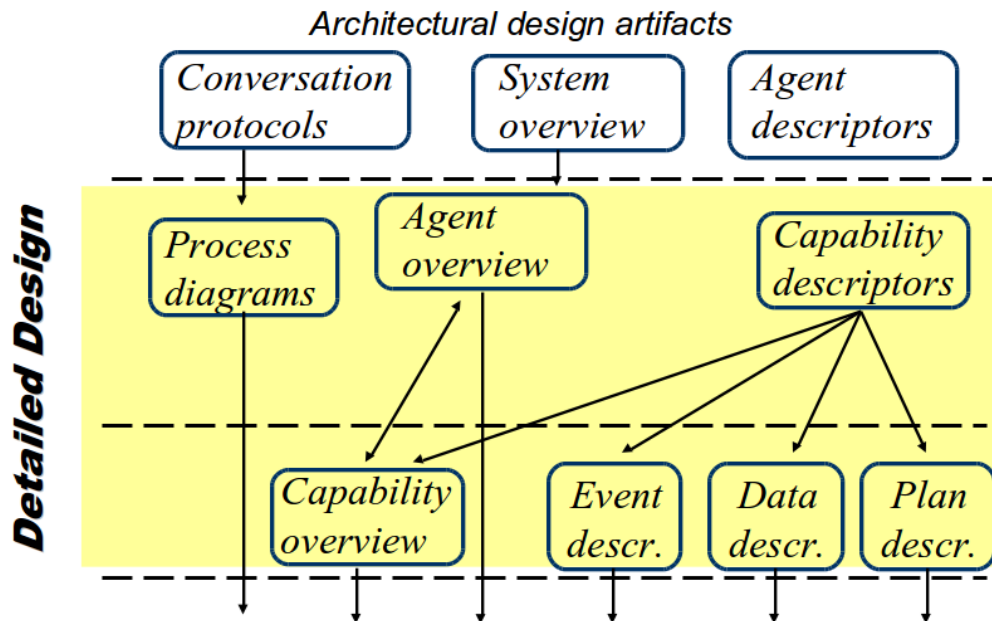 Architectural design artifacts
Conversation
protocols
System
overview
Agent
descriptors
Detailed Design
Process
diagrams
Agent
overview
Capability
descriptors
Capability
overview
Event
descr.
Data
descr.
Plan
descr.